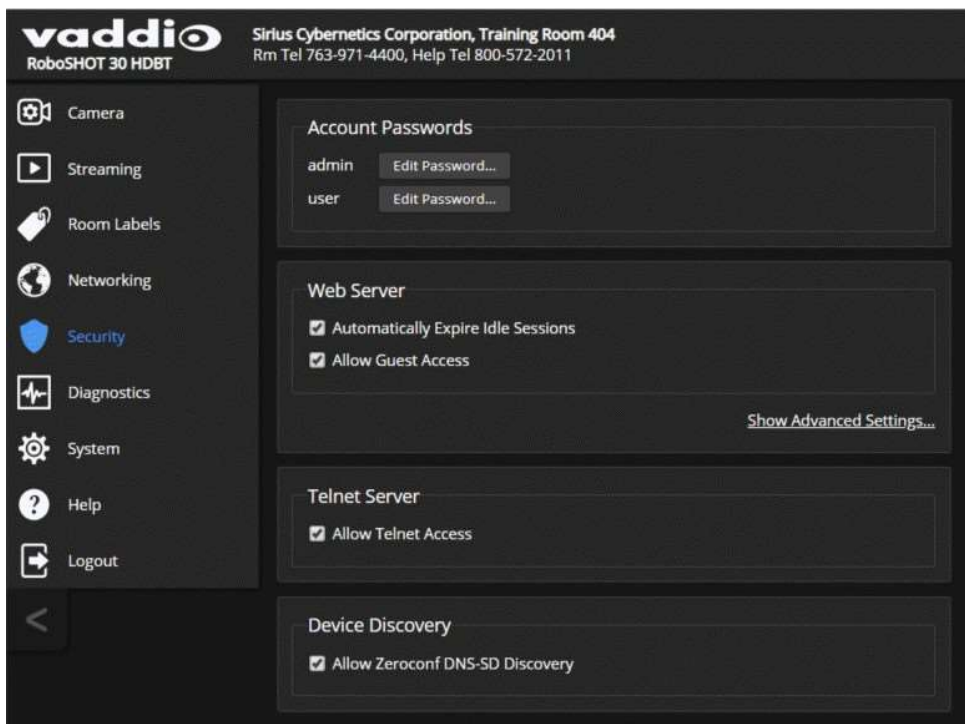 vaddio
RoboSHOT 30 HDBT
Sirius Cybernetics Corporation, Training Room 404
Rm Tel 763-971-4400, Help Tel 800-572-2011
Camera
Streaming
Room Labels
Networking
Security
Diagnostics
System
Help
Logout
Account Passwords
admin Edit Password...
user Edit Password...
Web Server
Automatically Expire Idle Sessions
Allow Guest Access
Show Advanced Settings...
Telnet Server
Allow Telnet Access
Device Discovery
Allow Zeroconf DNS-SD Discovery